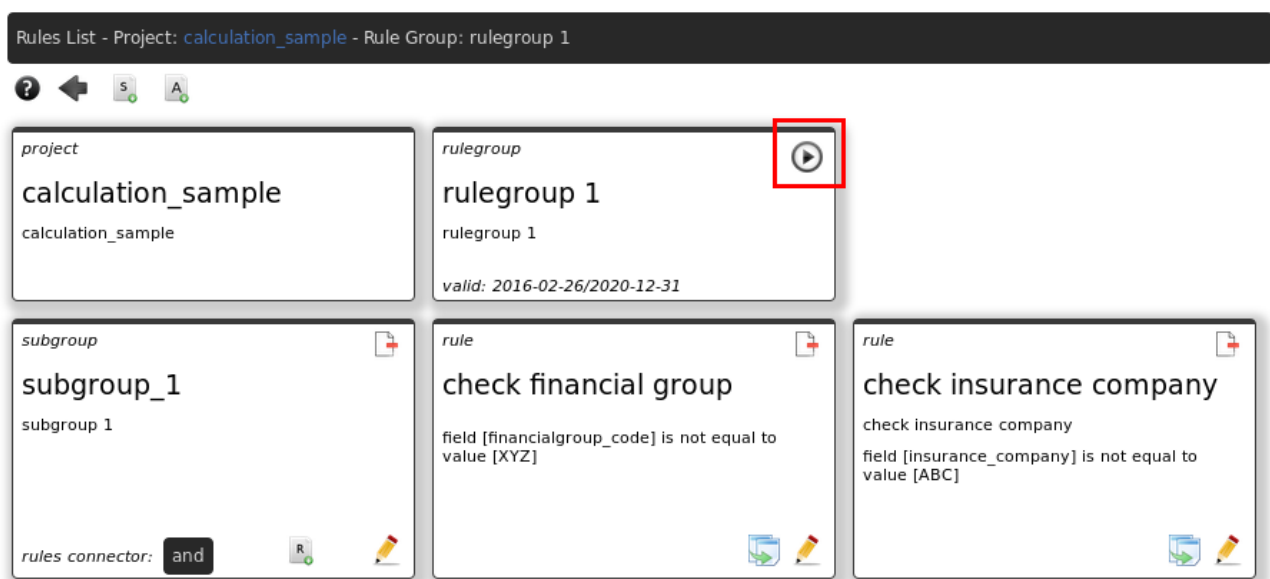 Rules List - Project: calculation_sample - Rule Group: rulegroup 1
?
S
A
project
calculation_sample
calculation_sample
rulegroup
rulegroup 1
rulegroup 1
valid: 2016-02-26/2020-12-31
subgroup
subgroup_1
subgroup 1
rules connector: and
R
rule
check financial group
field [financialgroup_code] is not equal to
value [XYZ]
rule
check insurance company
check insurance company
field [insurance_company] is not equal to
value [ABC]